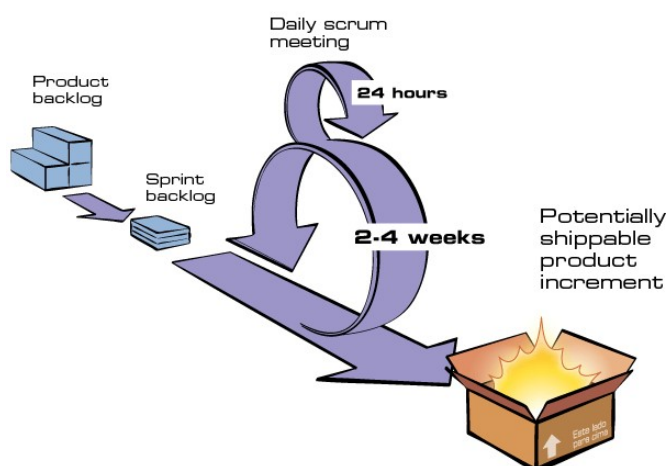 Daily scrum
meeting
Product
backlog
24 hours
Sprint
backlog
2-4 weeks
Potentially
shippable
product
increment
Este lado
para cima